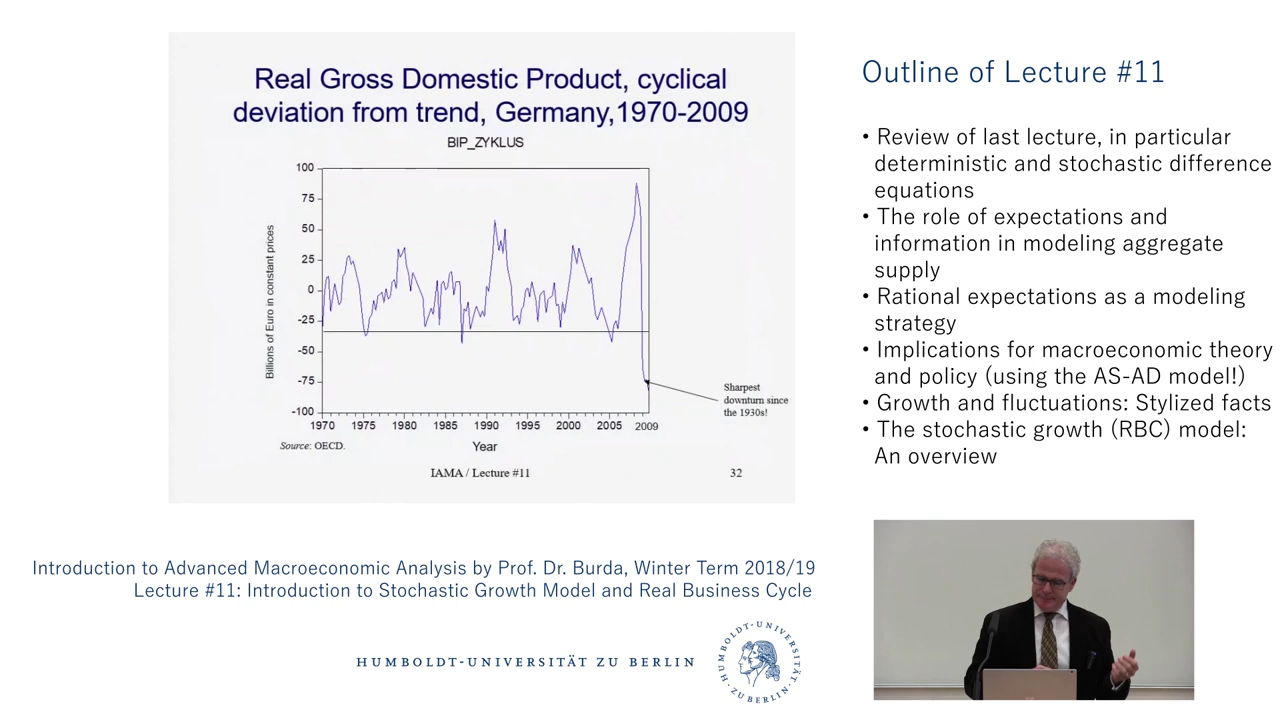 Real Gross Domestic Product, cyclical
deviation from trend, Germany,1970-2009
BIP_ZYKLUS
Billions of Euro in constant prices
100
75
50
25
0
-25
-50
-75
-100
1970 1975 1980 1985 1990 1995 2000 2005 2009
Year
Sharpest
downturn since
the 1930s!
Source: OECD.
IAMA / Lecture #11
32
Outline of Lecture #11
• Review of last lecture, in particular
deterministic and stochastic difference
equations
• The role of expectations and
information in modeling aggregate
supply
• Rational expectations as a modeling
strategy
• Implications for macroeconomic theory
and policy (using the AS-AD model!)
• Growth and fluctuations: Stylized facts
• The stochastic growth (RBC) model:
An overview
Introduction to Advanced Macroeconomic Analysis by Prof. Dr. Burda, Winter Term 2018/19
Lecture #11: Introduction to Stochastic Growth Model and Real Business Cycle
HUMBOLDT-UNIVERSITÄT ZU BERLIN
HUMBOLDT-UNIVERSITÄT
ZU BERLIN